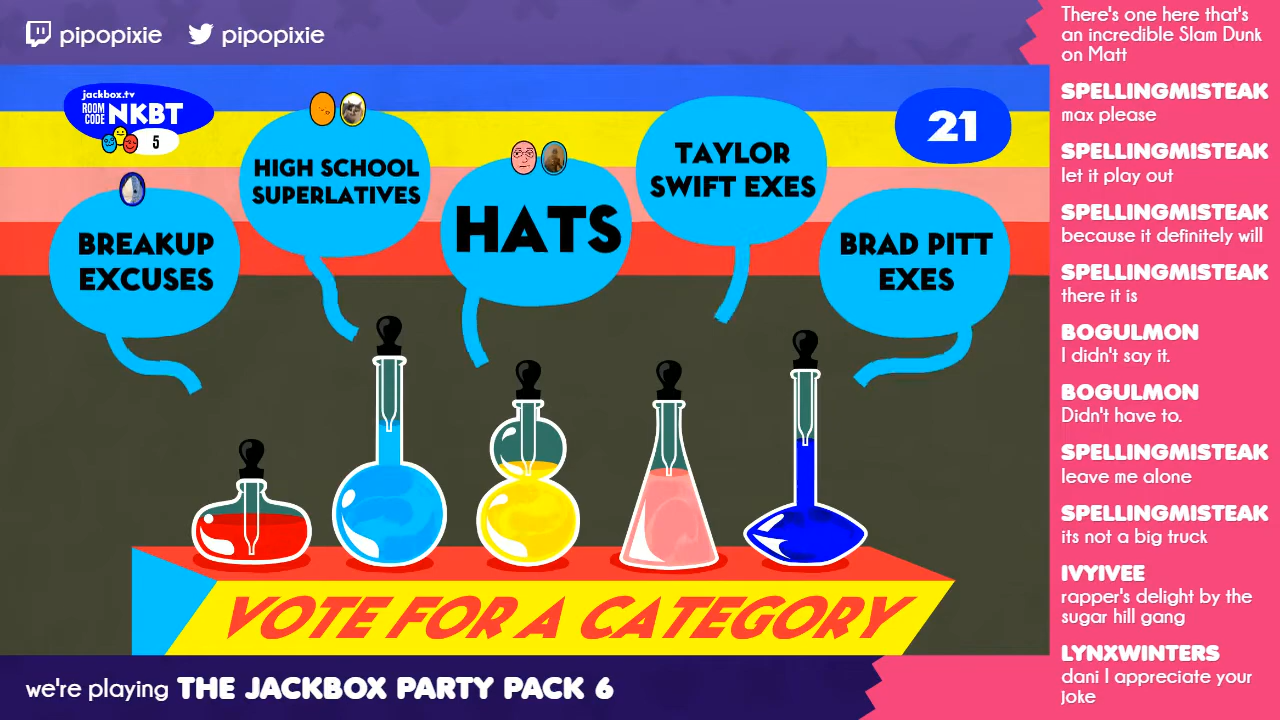 pipopixie pipopixie
jackbox.tv
ROOM CODE NKBT
5
BREAKUP
EXCUSES
HIGH SCHOOL
SUPERLATIVES
HATS
TAYLOR
SWIFT EXES
21
BRAD PITT
EXES
VOTE FOR A CATEGORY
we're playing THE JACKBOX PARTY PACK 6
There's one here that's
an incredible Slam Dunk
on Matt
SPELLINGMISTEAK
max please
SPELLINGMISTEAK
let it play out
SPELLINGMISTEAK
because it definitely will
SPELLINGMISTEAK
there it is
BOGULMON
I didn't say it.
BOGULMON
Didn't have to.
SPELLINGMISTEAK
leave me alone
SPELLINGMISTEAK
its not a big truck
IVYIVEE
rapper's delight by the
sugar hill gang
LYNXWINTERS
dani I appreciate your
joke